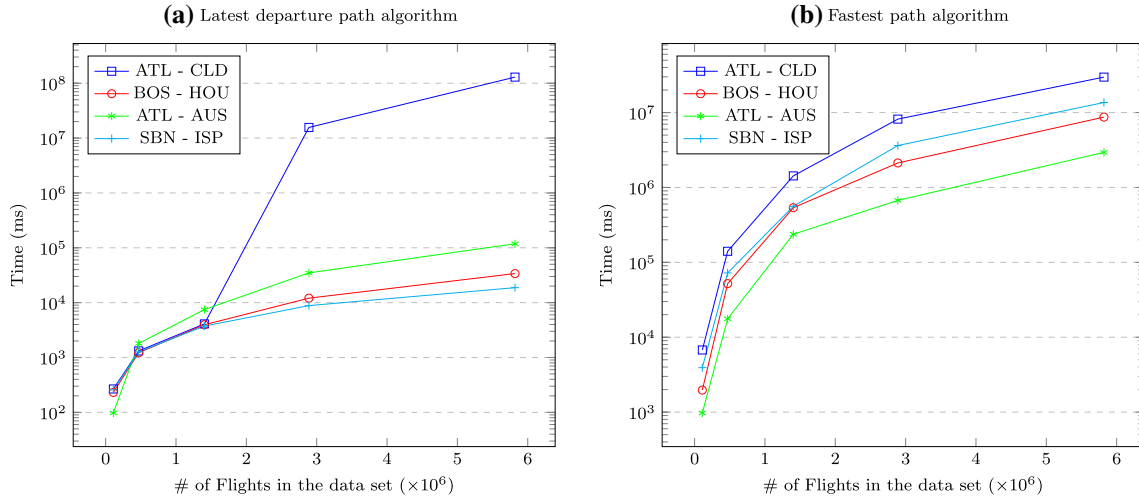 (a) Latest departure path algorithm
Time (ms)
10^8
10^7
10^6
10^5
10^4
10^3
10^2
ATL - CLD
BOS - HOU
ATL - AUS
SBN - ISP
0 1 2 3 4 5 6
# of Flights in the data set (×10^6)
(b) Fastest path algorithm
Time (ms)
10^7
10^6
10^5
10^4
10^3
ATL - CLD
BOS - HOU
ATL - AUS
SBN - ISP
0 1 2 3 4 5 6
# of Flights in the data set (×10^6)